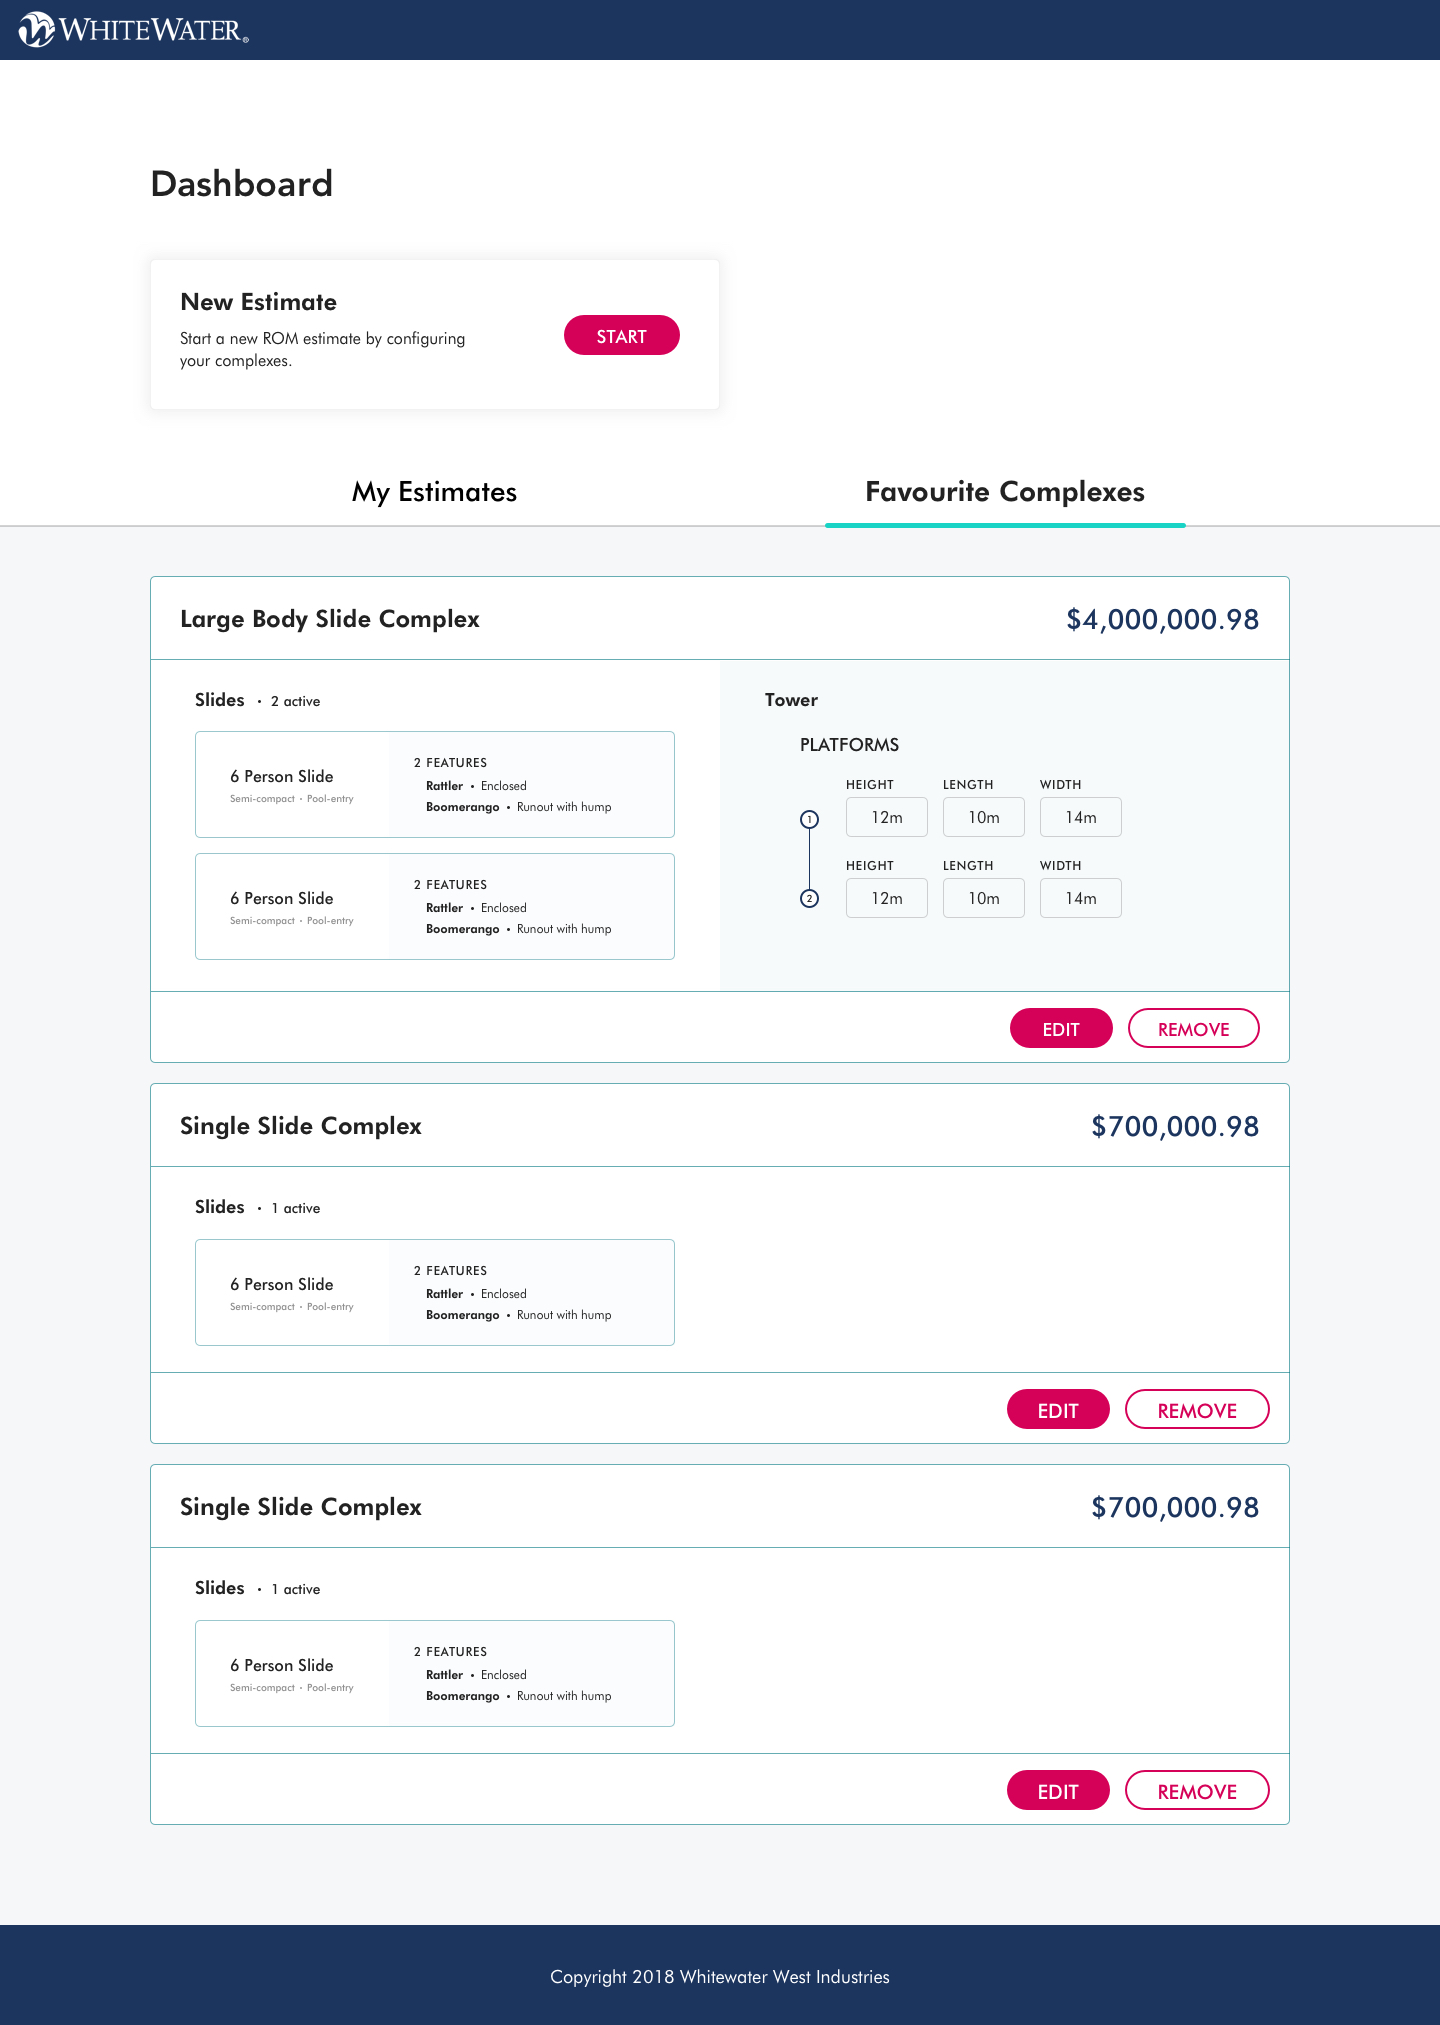 WHITEWATER®
Dashboard
New Estimate
Start a new ROM estimate by configuring
your complexes.
START
My Estimates
Favourite Complexes
Large Body Slide Complex
$4,000,000.98
Slides • 2 active
6 Person Slide
Semi-compact • Pool-entry
2 FEATURES
Rattler • Enclosed
Boomerango • Runout with hump
6 Person Slide
Semi-compact • Pool-entry
2 FEATURES
Rattler • Enclosed
Boomerango • Runout with hump
Tower
PLATFORMS
HEIGHT LENGTH WIDTH
1 12m 10m 14m
HEIGHT LENGTH WIDTH
2 12m 10m 14m
EDIT
REMOVE
Single Slide Complex
$700,000.98
Slides • 1 active
6 Person Slide
Semi-compact • Pool-entry
2 FEATURES
Rattler • Enclosed
Boomerango • Runout with hump
EDIT
REMOVE
Single Slide Complex
$700,000.98
Slides • 1 active
6 Person Slide
Semi-compact • Pool-entry
2 FEATURES
Rattler • Enclosed
Boomerango • Runout with hump
EDIT
REMOVE
Copyright 2018 Whitewater West Industries